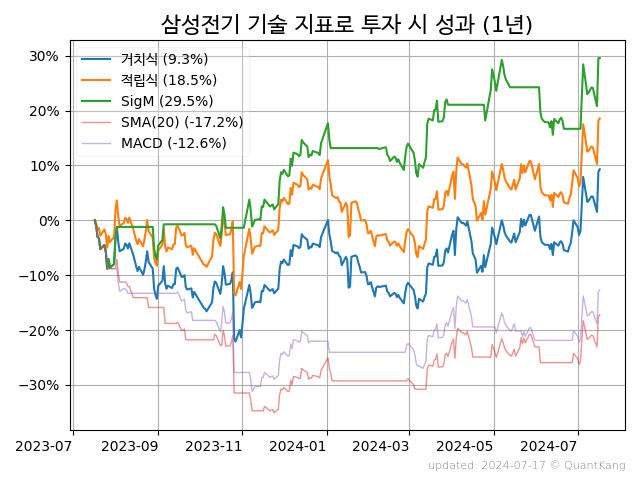 삼성전기 기술 지표로 투자 시 성과 (1년)
거치식 (9.3%)
적립식 (18.5%)
SigM (29.5%)
SMA(20) (-17.2%)
MACD (-12.6%)
30%
20%
10%
0%
−10%
−20%
−30%
2023-07 2023-09 2023-11 2024-01 2024-03 2024-05 2024-07
updated: 2024-07-17 © QuantKang